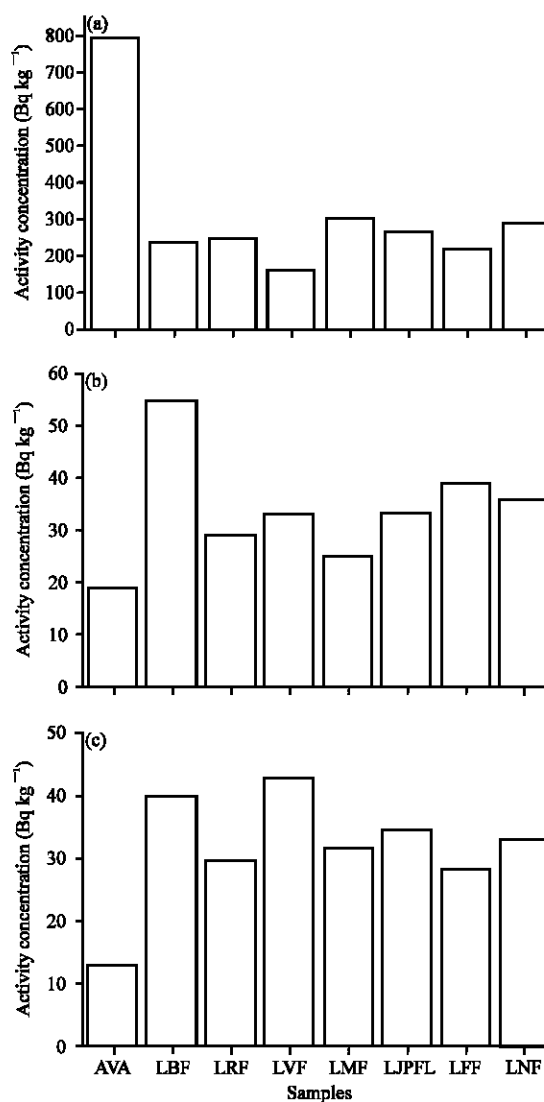 (a)
Activity concentration (Bq kg⁻¹)
800
700
600
500
400
300
200
100
0
(b)
Activity concentration (Bq kg⁻¹)
60
50
40
30
20
10
0
(c)
Activity concentration (Bq kg⁻¹)
50
40
30
20
10
0
AVA LBF LRF LVF LMF LJPFL LFF LNF
Samples